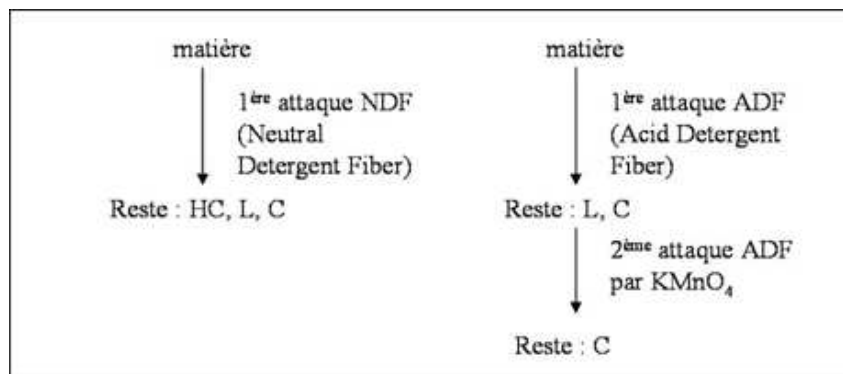 matière
1ère attaque NDF
(Neutral
Detergent Fiber)
Reste : HC, L, C
matière
1ère attaque ADF
(Acid Detergent
Fiber)
Reste : L, C
2ème attaque ADF
par KMnO4
Reste : C